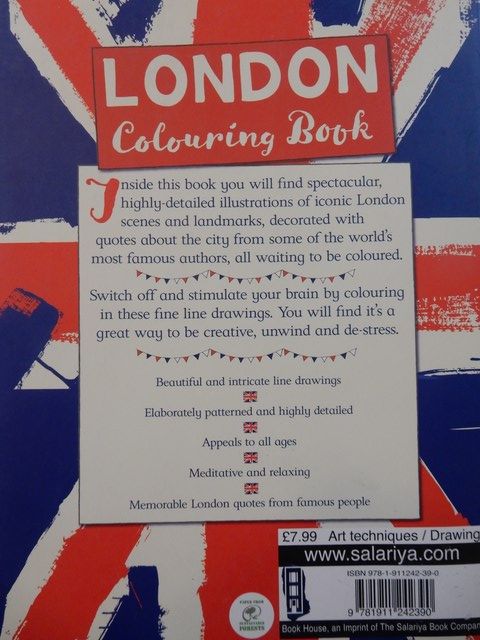 LONDON
Colouring Book
Inside this book you will find spectacular,
highly-detailed illustrations of iconic London
scenes and landmarks, decorated with
quotes about the city from some of the world's
most famous authors, all waiting to be coloured.
Switch off and stimulate your brain by colouring
in these fine line drawings. You will find it's a
great way to be creative, unwind and de-stress.
Beautiful and intricate line drawings
Elaborately patterned and highly detailed
Appeals to all ages
Meditative and relaxing
Memorable London quotes from famous people
£7.99 Art techniques / Drawing
www.salariya.com
ISBN 978-1-911242-39-0
9 781911 242390
PAPER FROM
SUSTAINABLE
FORESTS
Book House, an Imprint of The Salariya Book Compan